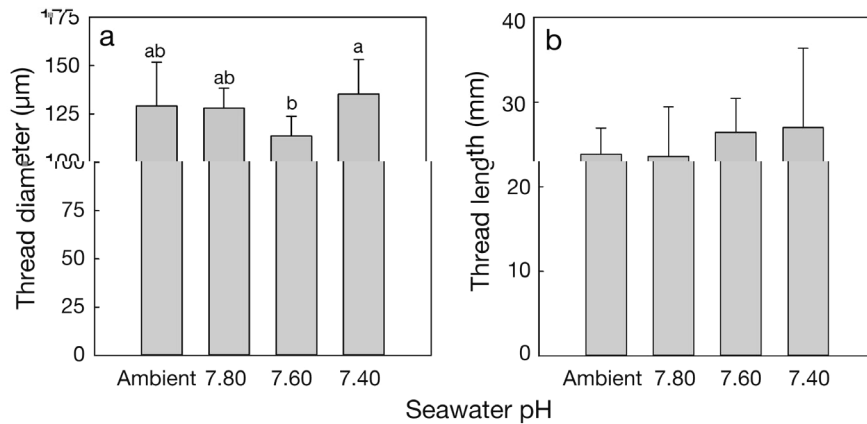 a
175
150
125
100
75
50
25
0
Thread diameter (µm)
ab
ab
b
a
Ambient 7.80 7.60 7.40
b
40
30
20
10
0
Thread length (mm)
Ambient 7.80 7.60 7.40
Seawater pH